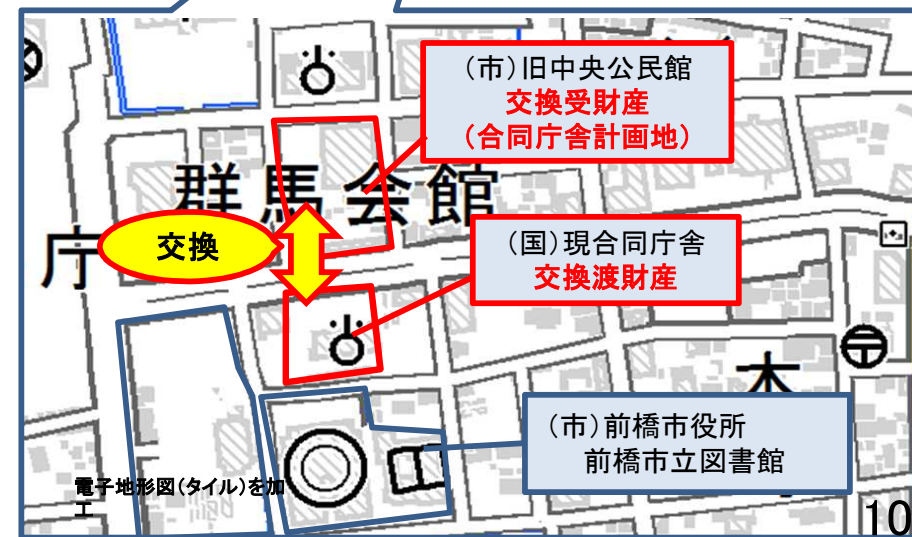 (市)旧中央公民館
交換受財産
(合同庁舎計画地)
群馬会館
庁
交換
(国)現合同庁舎
交換渡財産
(市)前橋市役所
前橋市立図書館
電子地形図(タイル)を加
工
10